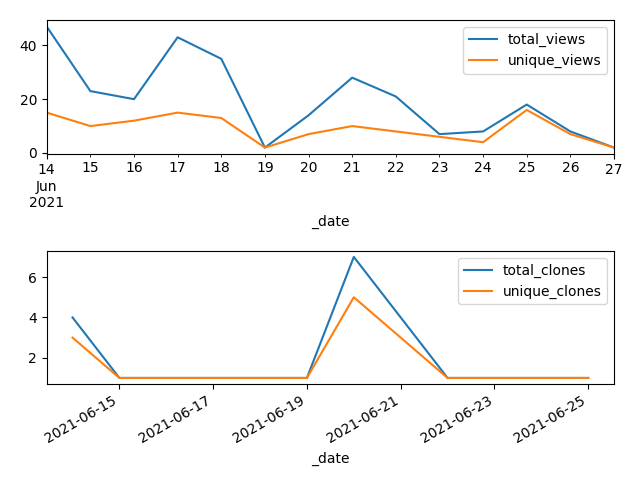 40
20
0
total_views
unique_views
14 15 16 17 18 19 20 21 22 23 24 25 26 27
Jun
2021
_date
6
4
2
total_clones
unique_clones
2021-06-15 2021-06-17 2021-06-19 2021-06-21 2021-06-23 2021-06-25
_date